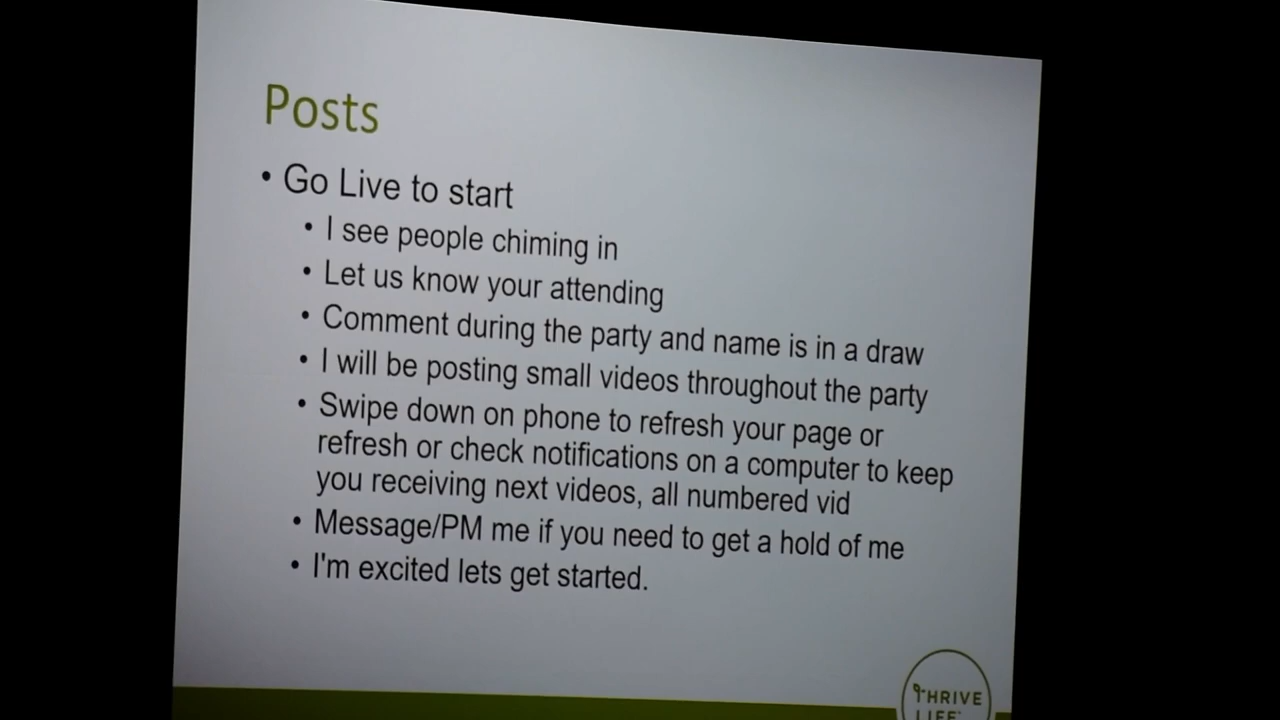 Posts
• Go Live to start
• I see people chiming in
• Let us know your attending
• Comment during the party and name is in a draw
• I will be posting small videos throughout the party
• Swipe down on phone to refresh your page or
refresh or check notifications on a computer to keep
you receiving next videos, all numbered vid
• Message/PM me if you need to get a hold of me
• I'm excited lets get started.
THRIVE
LIFE